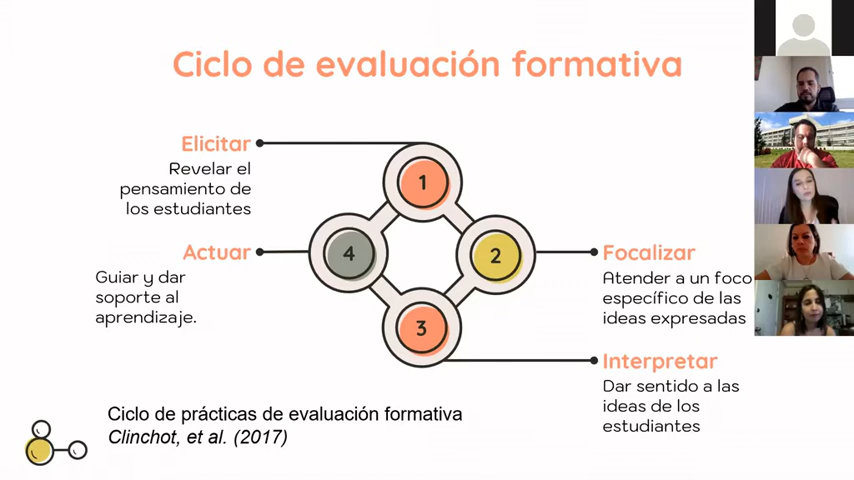 Ciclo de evaluación formativa
Elicitar
Revelar el
pensamiento de
los estudiantes
1
Actuar
Guiar y dar
soporte al
aprendizaje.
4
2
Focalizar
Atender a un foco
específico de las
ideas expresadas
3
Interpretar
Dar sentido a las
ideas de los
estudiantes
Ciclo de prácticas de evaluación formativa
Clinchot, et al. (2017)